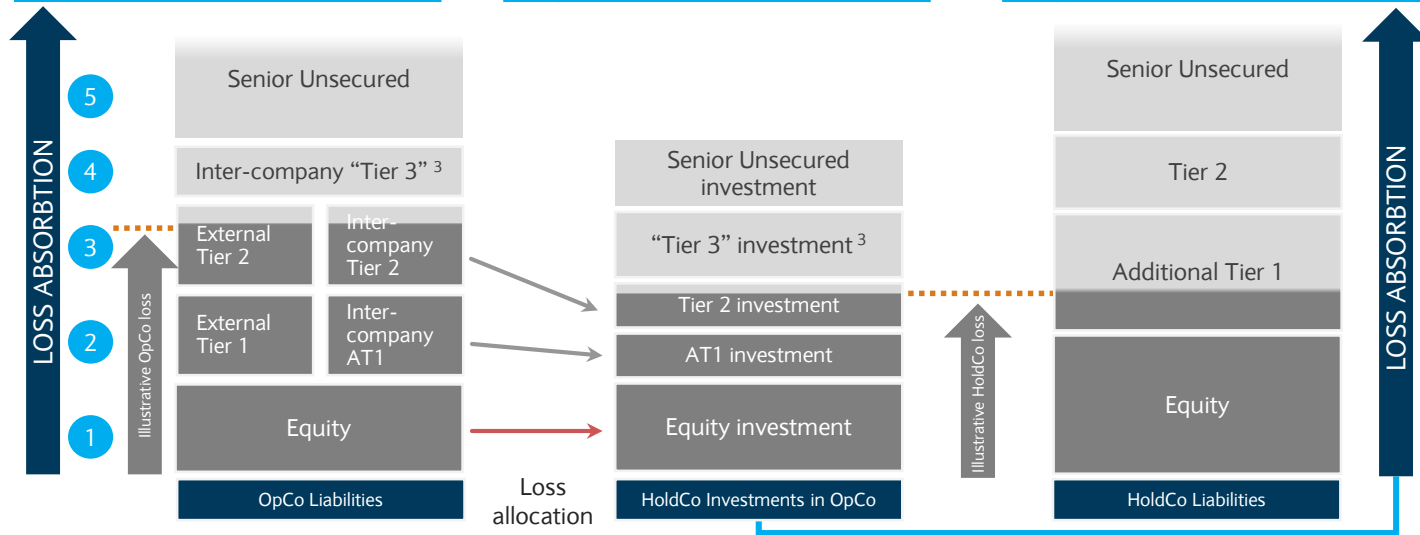 LOSS ABSORBTION
5
4
3
2
1
Illustrative OpCo loss
Senior Unsecured
Inter-company “Tier 3” 3
External
Tier 2
Inter-
company
Tier 2
External
Tier 1
Inter-
company
AT1
Equity
OpCo Liabilities
Loss
allocation
Senior Unsecured
investment
“Tier 3” investment 3
Tier 2 investment
AT1 investment
Equity investment
HoldCo Investments in OpCo
Illustrative HoldCo loss
Senior Unsecured
Tier 2
Additional Tier 1
Equity
HoldCo Liabilities
LOSS ABSORBTION